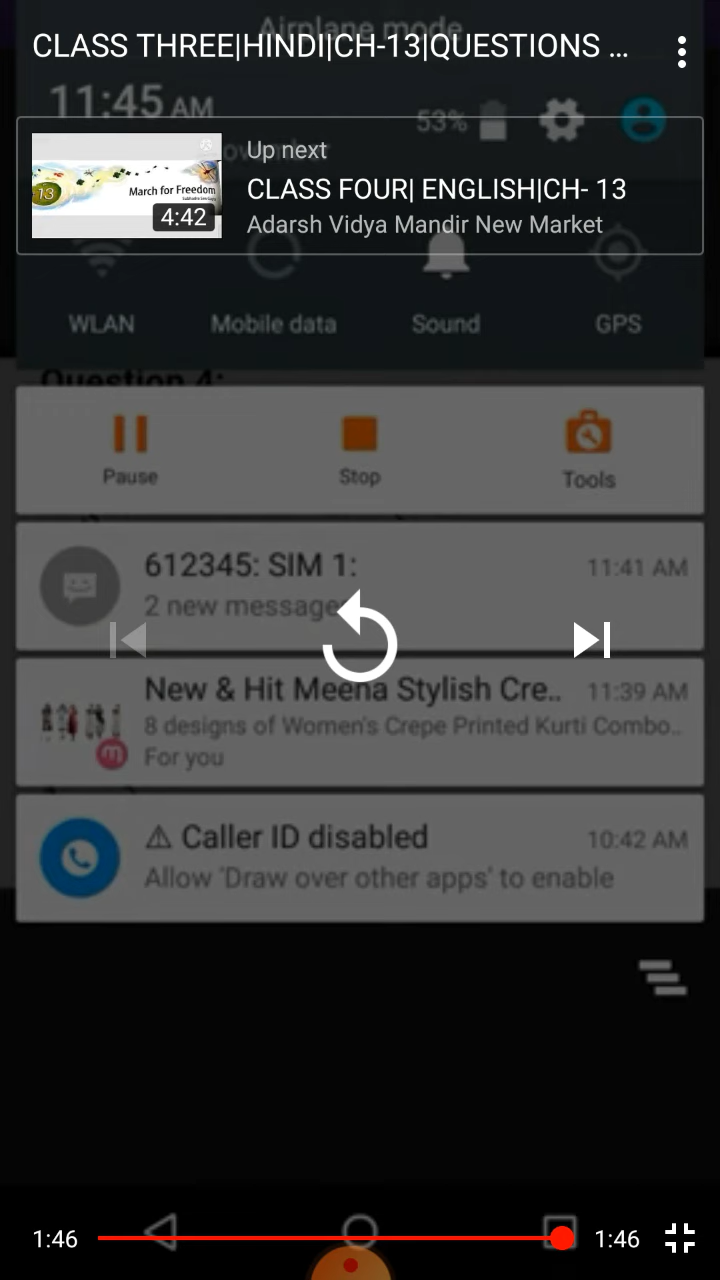 Airplane mode
CLASS THREE|HINDI|CH-13|QUESTIONS ...
11:45 AM
53%
Up next
CLASS FOUR| ENGLISH|CH- 13
Adarsh Vidya Mandir New Market
13
March for Freedom
4:42
WLAN
Mobile data
Sound
GPS
Question 4:
Pause
Stop
Tools
612345: SIM 1:
11:41 AM
2 new message
New & Hit Meena Stylish Cre..
11:39 AM
8 designs of Women's Crepe Printed Kurti Combo..
For you
m
⚠ Caller ID disabled
10:42 AM
Allow 'Draw over other apps' to enable
1:46
1:46